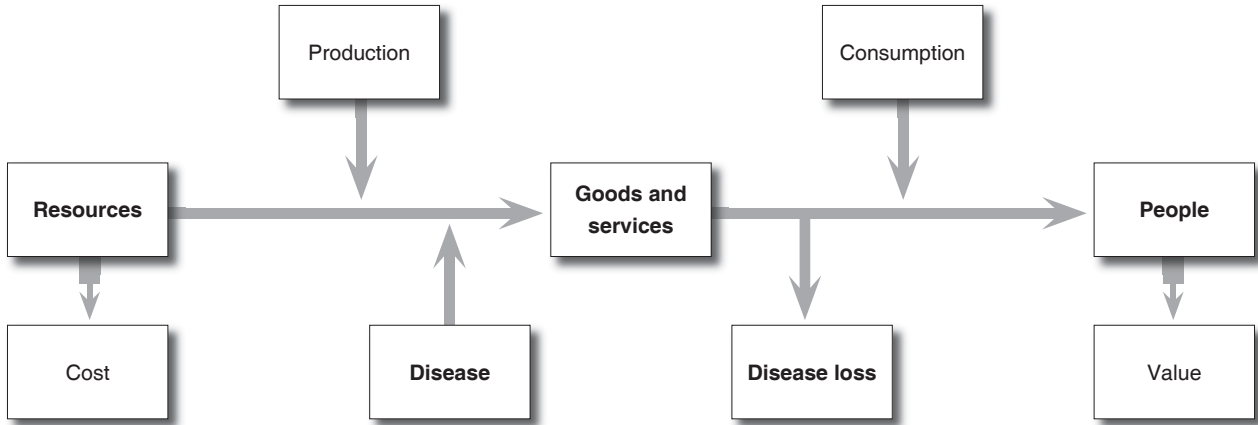 Production
Consumption
Resources
Goods and
services
People
Cost
Disease
Disease loss
Value